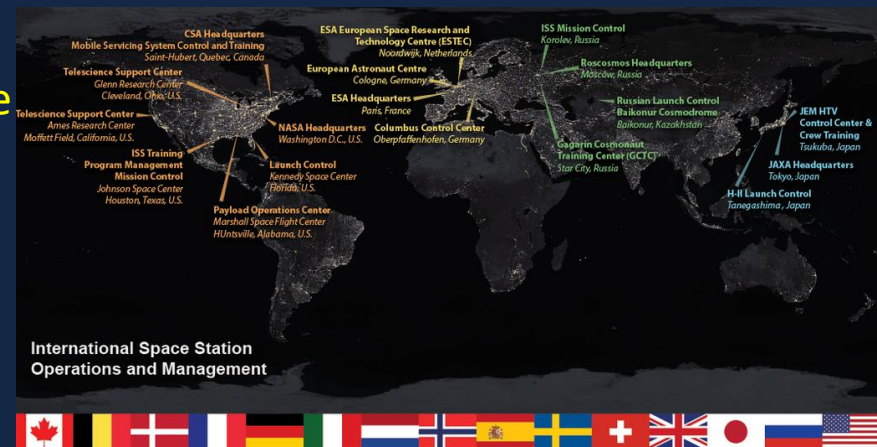 e
CSA Headquarters
Mobile Servicing System Control and Training
Saint-Hubert, Quebec, Canada
Telescience Support Center
Glenn Research Center
Cleveland, Ohio, U.S.
Telescience Support Center
Ames Research Center
Moffett Field, California, U.S.
ISS Training
Program Management
Mission Control
Johnson Space Center
Houston, Texas, U.S.
NASA Headquarters
Washington D.C., U.S.
Launch Control
Kennedy Space Center
Florida, U.S.
Payload Operations Center
Marshall Space Flight Center
HUntsville, Alabama, U.S.
ESA European Space Research and
Technology Centre (ESTEC)
Noordwijk, Netherlands
European Astronaut Centre
Cologne, Germany
ESA Headquarters
Paris, France
Columbus Control Center
Oberpfaffenhofen, Germany
ISS Mission Control
Korolev, Russia
Roscosmos Headquarters
Moscow, Russia
Russian Launch Control
Baikonur Cosmodrome
Baikonur, Kazakhstan
Gagarin Cosmonaut
Training Center (GCTC)
Star City, Russia
JEM HTV
Control Center &
Crew Training
Tsukuba, Japan
JAXA Headquarters
Tokyo, Japan
H-II Launch Control
Tanegashima, Japan
International Space Station
Operations and Management